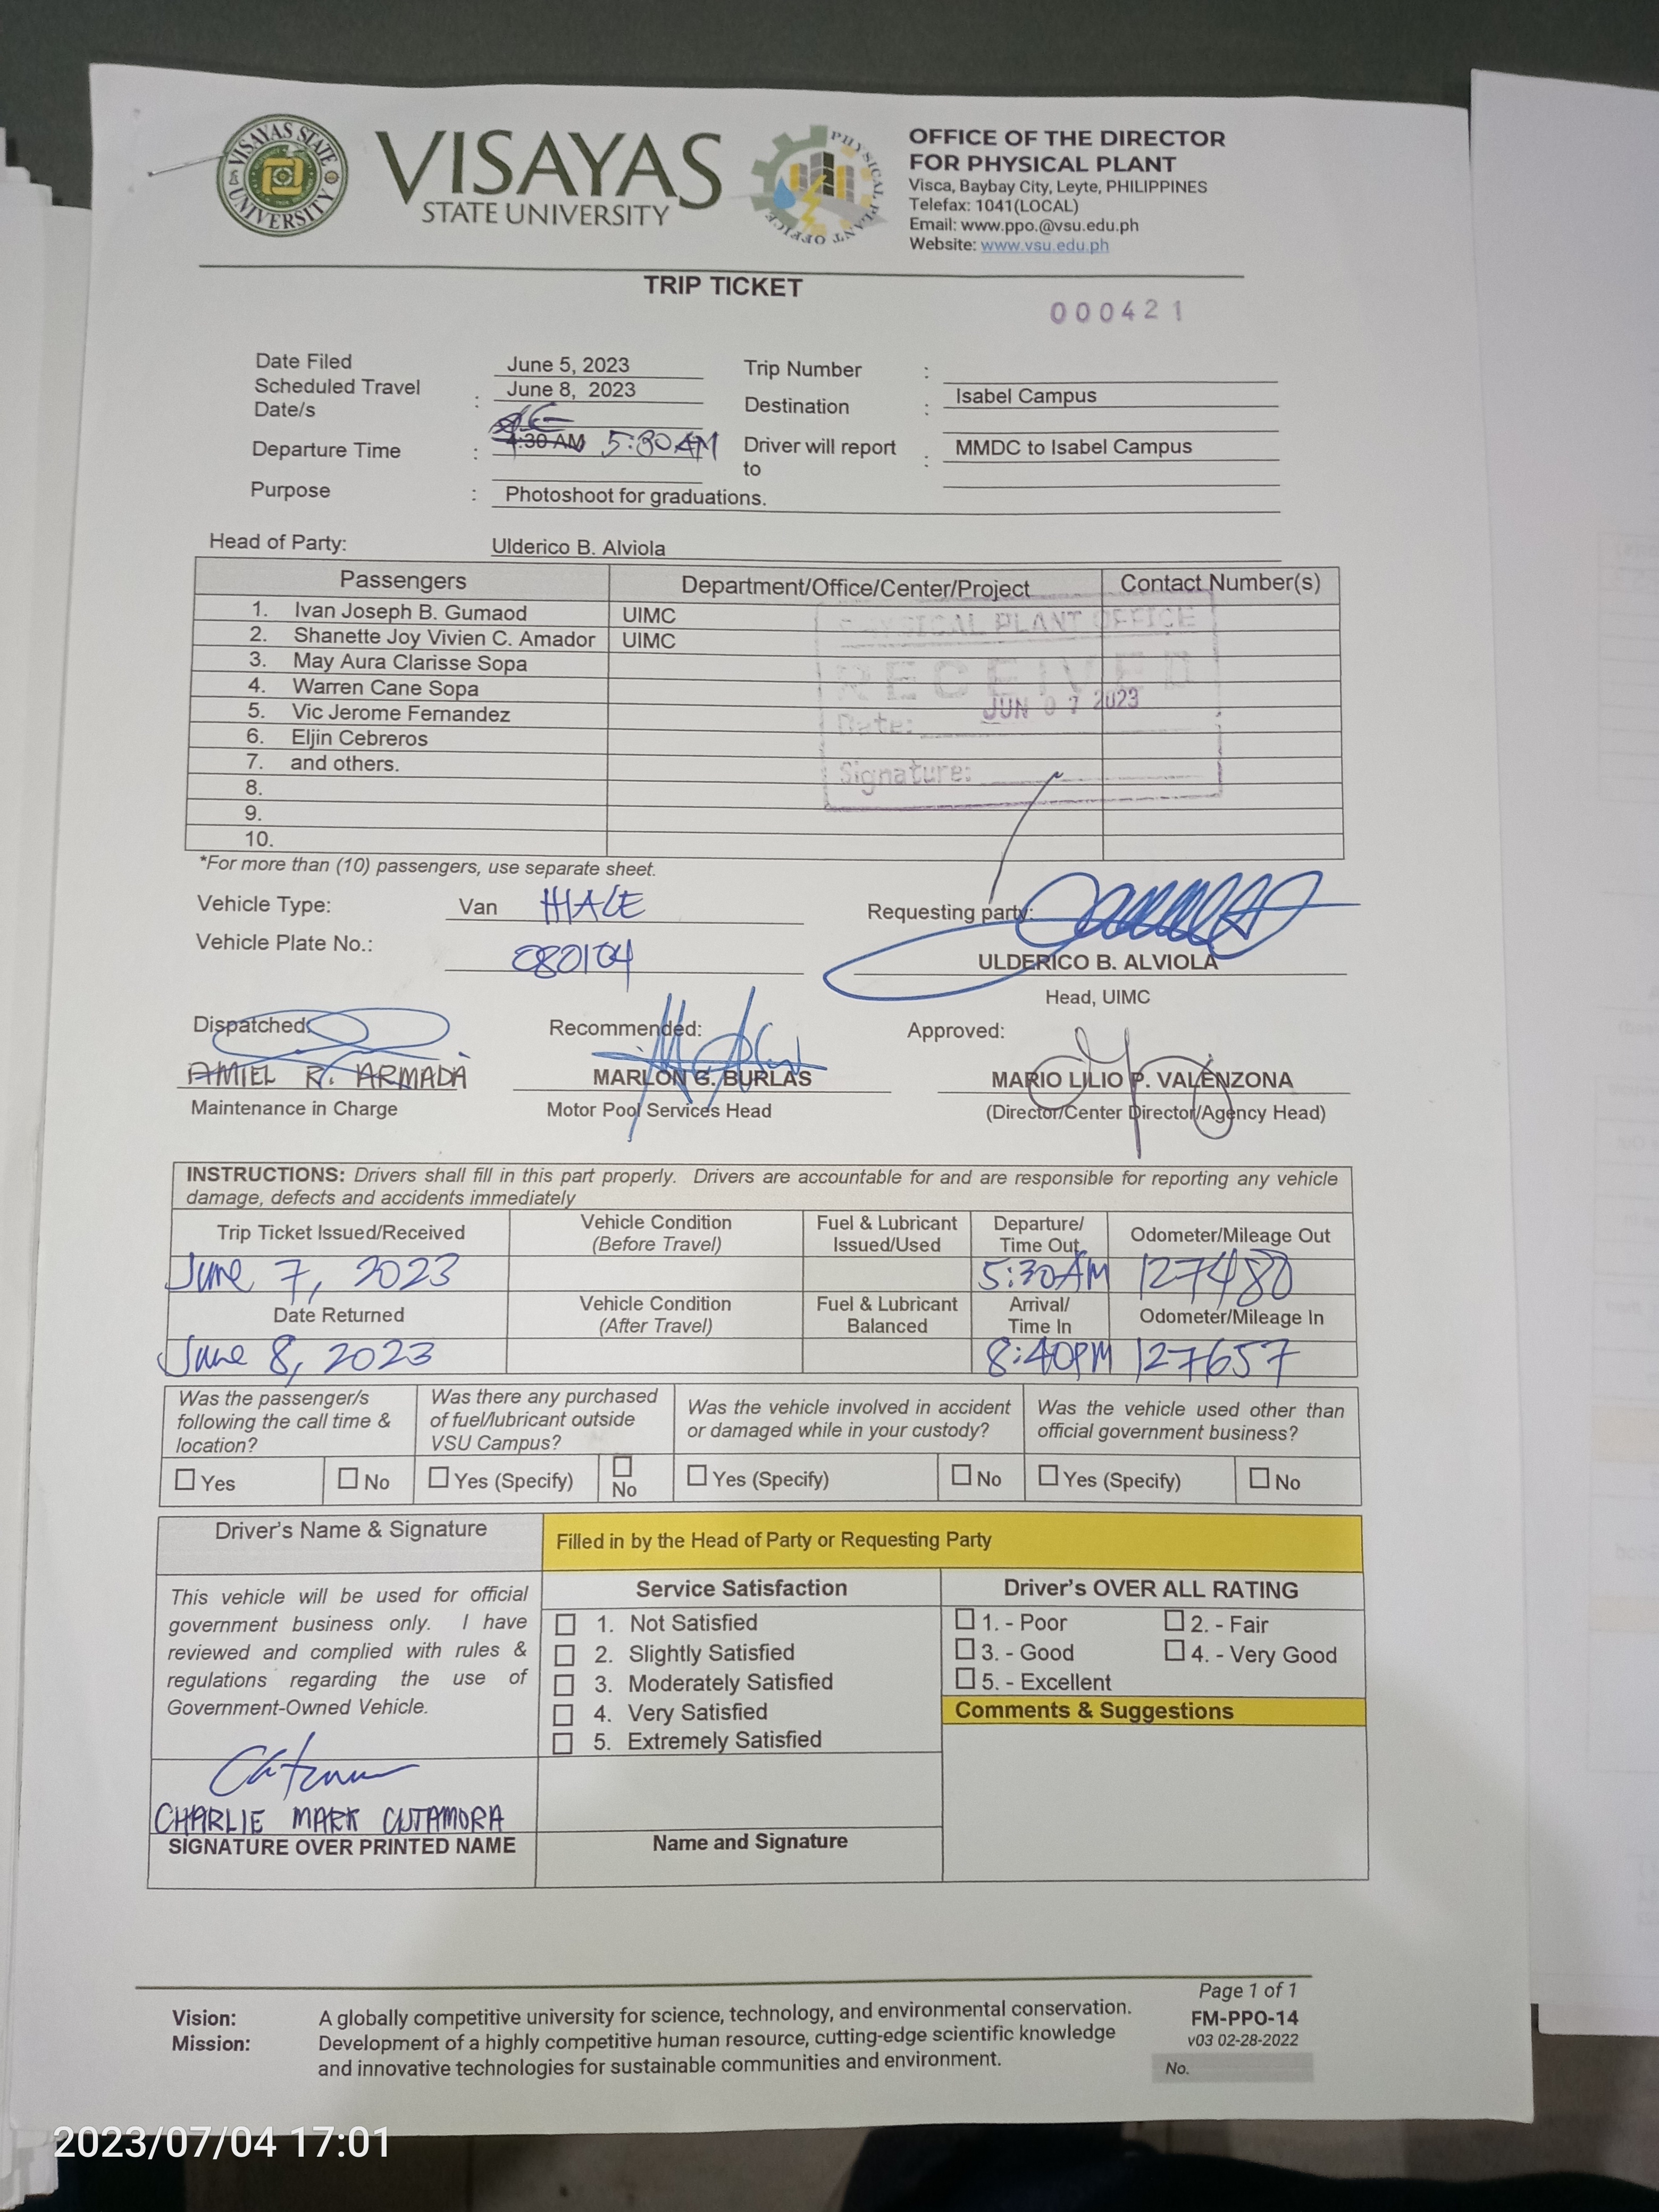 VISAYAS STATE UNIVERSITY
VISAYAS
STATE UNIVERSITY
PHYSICAL PLANT OFFICE
OFFICE OF THE DIRECTOR
FOR PHYSICAL PLANT
Visca, Baybay City, Leyte, PHILIPPINES
Telefax: 1041(LOCAL)
Email: www.ppo.@vsu.edu.ph
Website: www.vsu.edu.ph
TRIP TICKET
000421
Date Filed June 5, 2023 Trip Number :
Scheduled Travel Date/s : June 8, 2023 Destination : Isabel Campus
Departure Time : 4:30 AM 5:30AM Driver will report to : MMDC to Isabel Campus
Purpose : Photoshoot for graduations.
Head of Party: Ulderico B. Alviola
Passengers Department/Office/Center/Project Contact Number(s)
1. Ivan Joseph B. Gumaod UIMC
2. Shanette Joy Vivien C. Amador UIMC
3. May Aura Clarisse Sopa
4. Warren Cane Sopa
5. Vic Jerome Fernandez
6. Eljin Cebreros
7. and others.
8.
9.
10.
PHYSICAL PLANT OFFICE
RECEIVED
Date: JUN 07 2023
Signature:
*For more than (10) passengers, use separate sheet.
Vehicle Type: Van HIACE
Requesting party:
Vehicle Plate No.:
ULDERICO B. ALVIOLA
Head, UIMC
Dispatched: Recommended: Approved:
AMIEL R. ARMADA MARLON G. BURLAS MARIO LILIO P. VALENZONA
Maintenance in Charge Motor Pool Services Head (Director/Center Director/Agency Head)
INSTRUCTIONS: Drivers shall fill in this part properly. Drivers are accountable for and are responsible for reporting any vehicle
damage, defects and accidents immediately
Trip Ticket Issued/Received Vehicle Condition (Before Travel) Fuel & Lubricant Issued/Used Departure/ Time Out Odometer/Mileage Out
June 7, 2023 5:30AM 127480
Date Returned Vehicle Condition (After Travel) Fuel & Lubricant Balanced Arrival/ Time In Odometer/Mileage In
June 8, 2023 8:40PM 127657
Was the passenger/s following the call time & location? Was there any purchased of fuel/lubricant outside VSU Campus? Was the vehicle involved in accident or damaged while in your custody? Was the vehicle used other than official government business?
Yes No Yes (Specify) No Yes (Specify) No Yes (Specify) No
Driver's Name & Signature Filled in by the Head of Party or Requesting Party
This vehicle will be used for official
government business only. I have
reviewed and complied with rules &
regulations regarding the use of
Government-Owned Vehicle.
Service Satisfaction
1. Not Satisfied
2. Slightly Satisfied
3. Moderately Satisfied
4. Very Satisfied
5. Extremely Satisfied
Driver's OVER ALL RATING
1. - Poor 2. - Fair
3. - Good 4. - Very Good
5. - Excellent
Comments & Suggestions
CHARLIE MARK CUTAMORA
SIGNATURE OVER PRINTED NAME Name and Signature
Vision: A globally competitive university for science, technology, and environmental conservation.
Mission: Development of a highly competitive human resource, cutting-edge scientific knowledge
and innovative technologies for sustainable communities and environment.
Page 1 of 1
FM-PPO-14
v03 02-28-2022
No.
2023/07/04 17:01